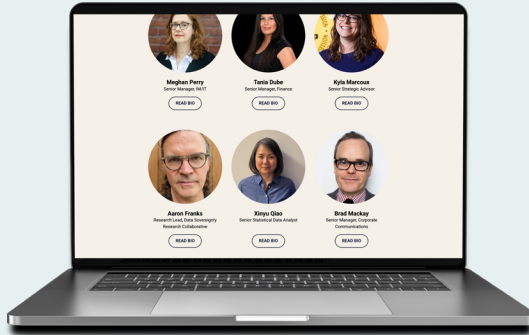 Meghan Perry
Senior Manager, IM/IT
READ BIO
Tania Dube
Senior Manager, Finance
READ BIO
Kyla Marcoux
Senior Strategic Advisor
READ BIO
Aaron Franks
Research Lead, Data Sovereignty
Research Collaborative
READ BIO
Xinyu Qiao
Senior Statistical Data Analyst
READ BIO
Brad Mackay
Senior Manager, Corporate
Communications
READ BIO